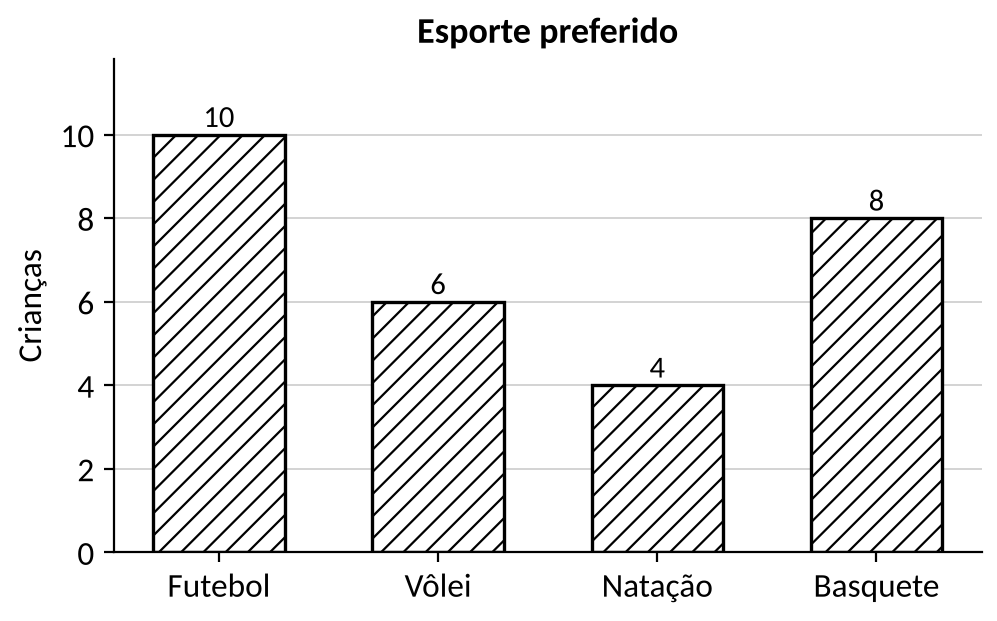 Esporte preferido
Crianças
10
8
6
4
2
0
10
6
4
8
Futebol
Vôlei
Natação
Basquete